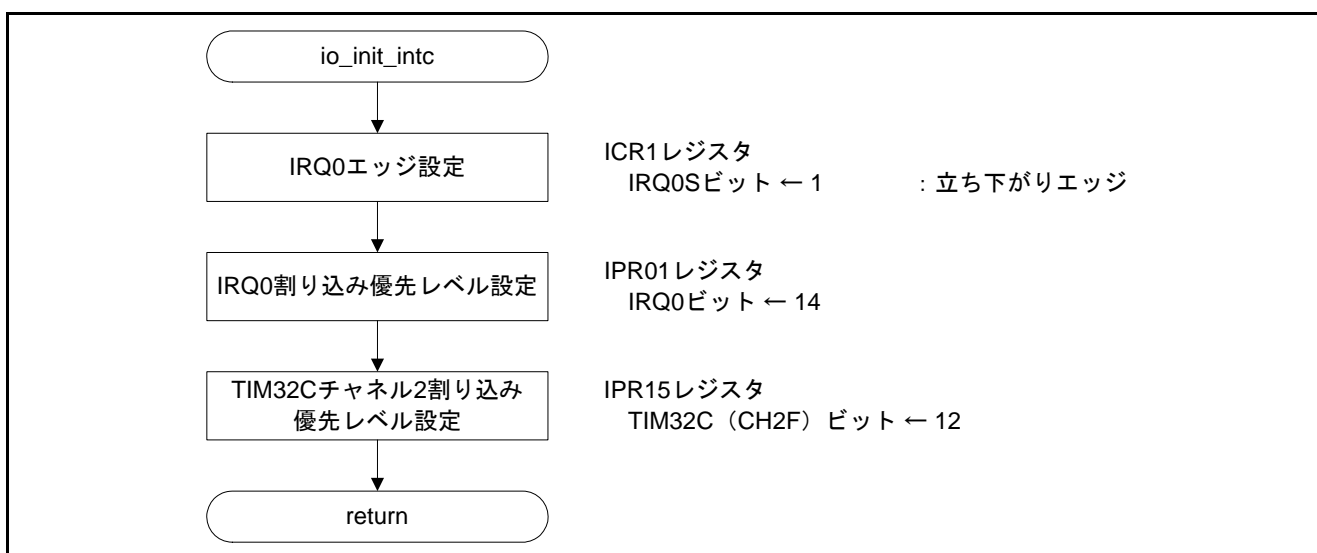 io_init_intc
IRQ0エッジ設定
ICR1レジスタ
IRQ0Sビット ← 1 : 立ち下がりエッジ
IRQ0割り込み優先レベル設定
IPR01レジスタ
IRQ0ビット ← 14
TIM32Cチャネル2割り込み
優先レベル設定
IPR15レジスタ
TIM32C（CH2F）ビット ← 12
return